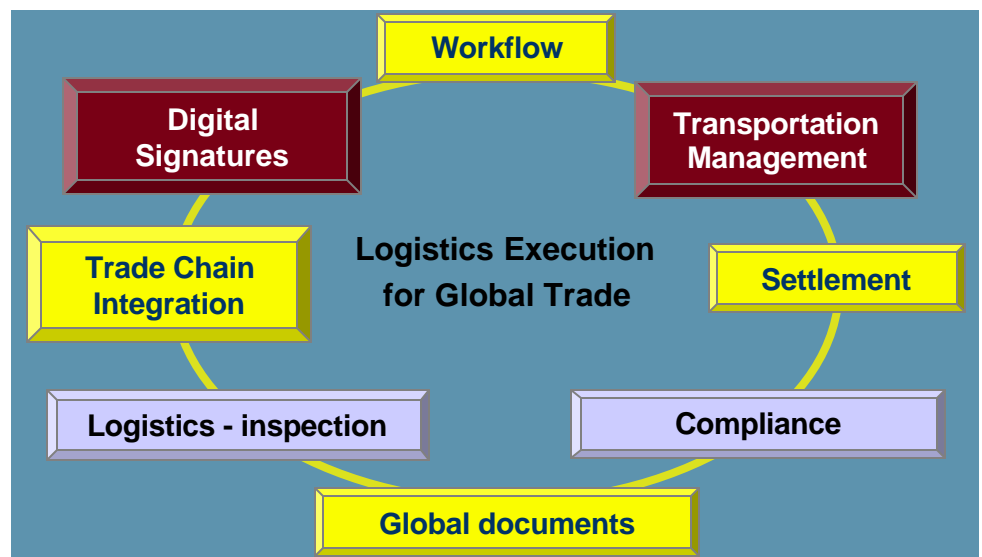 Workflow
Digital
Signatures
Transportation
Management
Trade Chain
Integration
Logistics Execution
for Global Trade
Settlement
Logistics - inspection
Compliance
Global documents